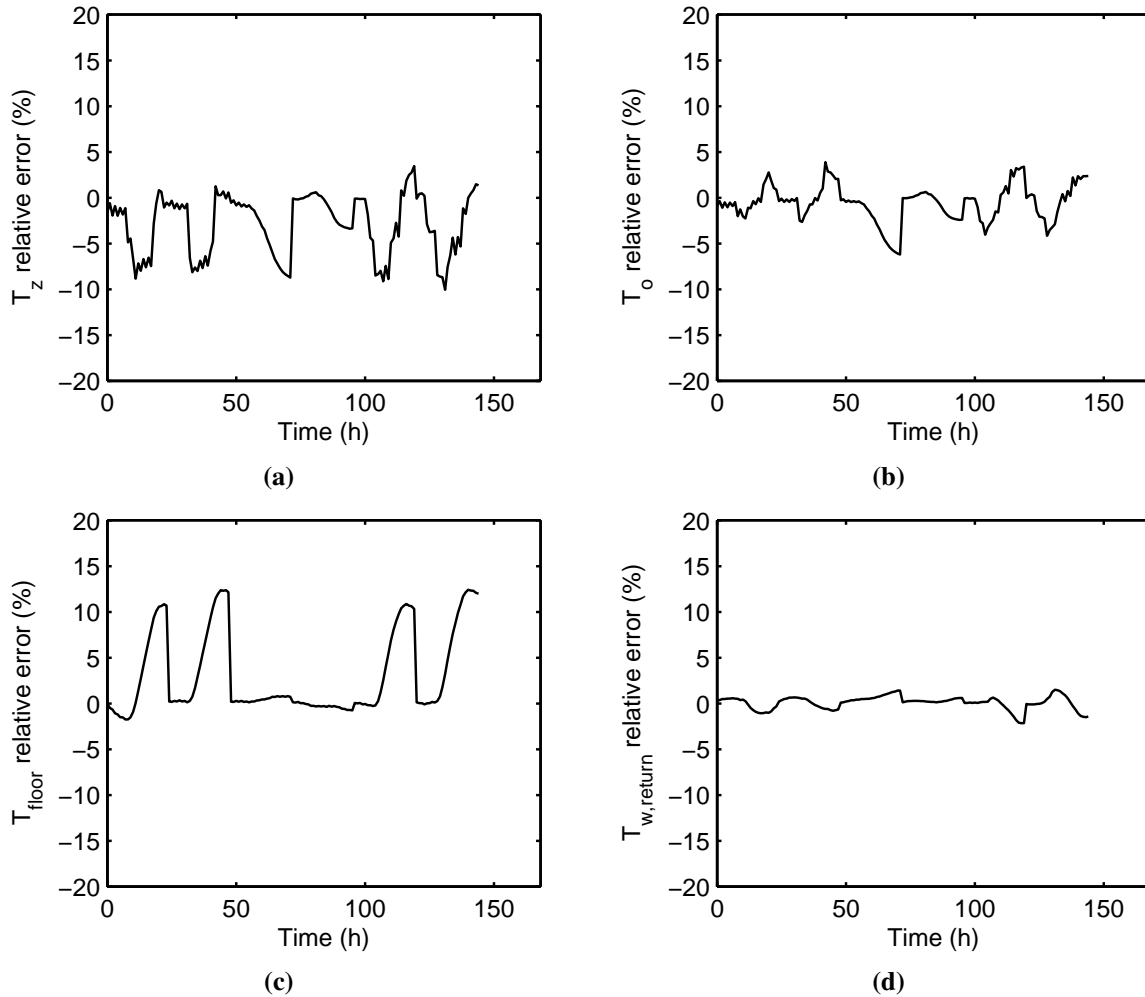 20
15
10
5
0
−5
−10
−15
−20
0 50 100 150
T_z relative error (%)
Time (h)
(a)
20
15
10
5
0
−5
−10
−15
−20
0 50 100 150
T_o relative error (%)
Time (h)
(b)
20
15
10
5
0
−5
−10
−15
−20
0 50 100 150
T_floor relative error (%)
Time (h)
(c)
20
15
10
5
0
−5
−10
−15
−20
0 50 100 150
T_w,return relative error (%)
Time (h)
(d)